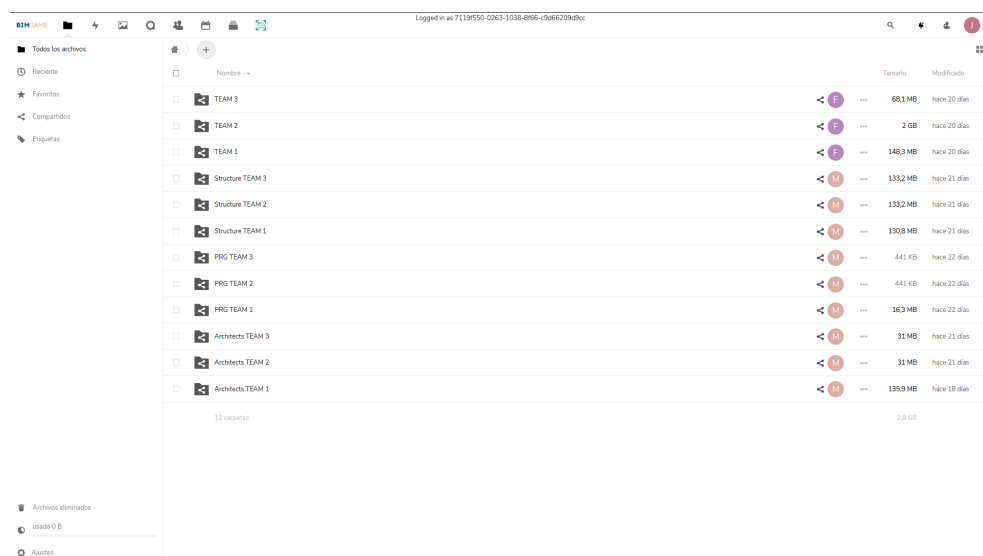 Logged in as 7119f550-0263-1038-8f66-c9d66209d9cc
BIMGAME
J
Todos los archivos
Reciente
Favoritos
Compartidos
Etiquetas
Nombre Tamaño Modificado
TEAM 3 F 68,1 MB hace 20 días
TEAM 2 F 2 GB hace 20 días
TEAM 1 F 148,3 MB hace 20 días
Structure TEAM 3 M 133,2 MB hace 21 días
Structure TEAM 2 M 133,2 MB hace 21 días
Structure TEAM 1 M 130,8 MB hace 21 días
PRG TEAM 3 M 441 KB hace 22 días
PRG TEAM 2 M 441 KB hace 22 días
PRG TEAM 1 M 16,3 MB hace 22 días
Architects TEAM 3 M 31 MB hace 21 días
Architects TEAM 2 M 31 MB hace 21 días
Architects TEAM 1 M 135,9 MB hace 18 días
12 carpetas 2,8 GB
Archivos eliminados
usado 0 B
Ajustes